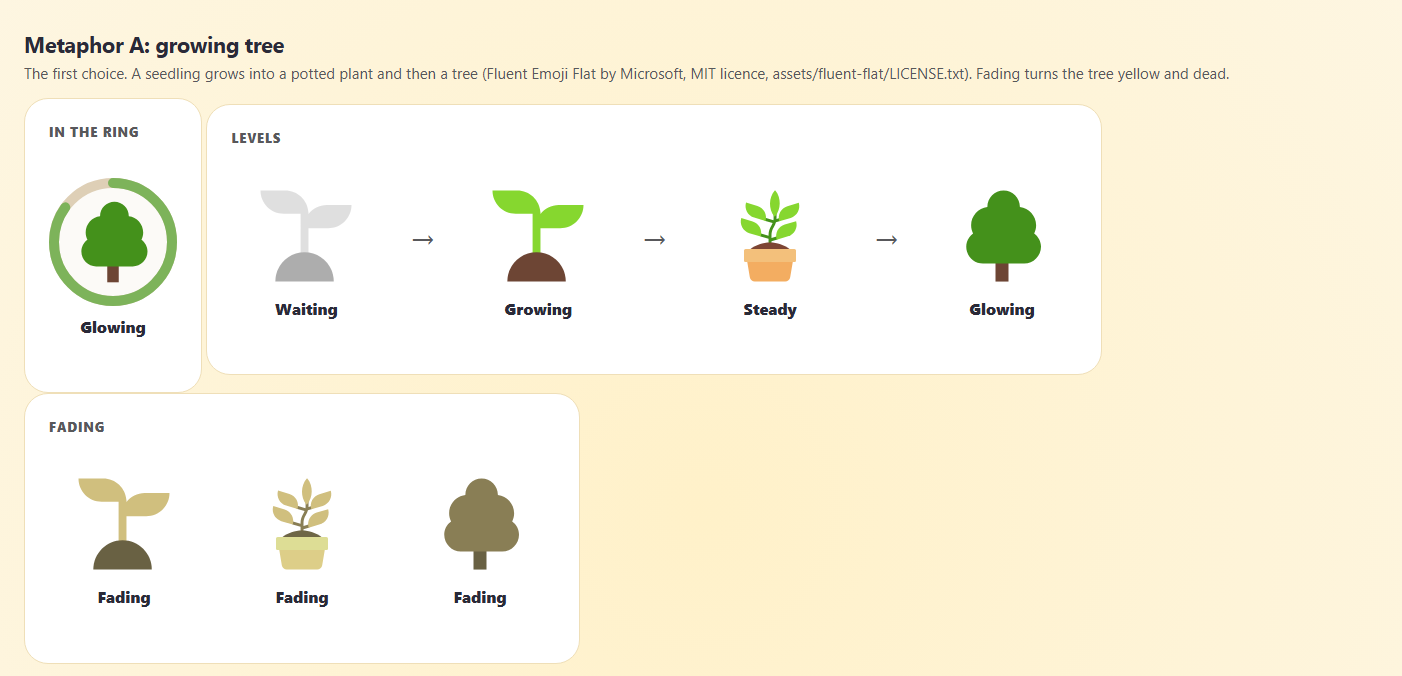 Metaphor A: growing tree
The first choice. A seedling grows into a potted plant and then a tree (Fluent Emoji Flat by Microsoft, MIT licence, assets/fluent-flat/LICENSE.txt). Fading turns the tree yellow and dead.
IN THE RING
Glowing
LEVELS
→ → →
Waiting Growing Steady Glowing
FADING
Fading Fading Fading